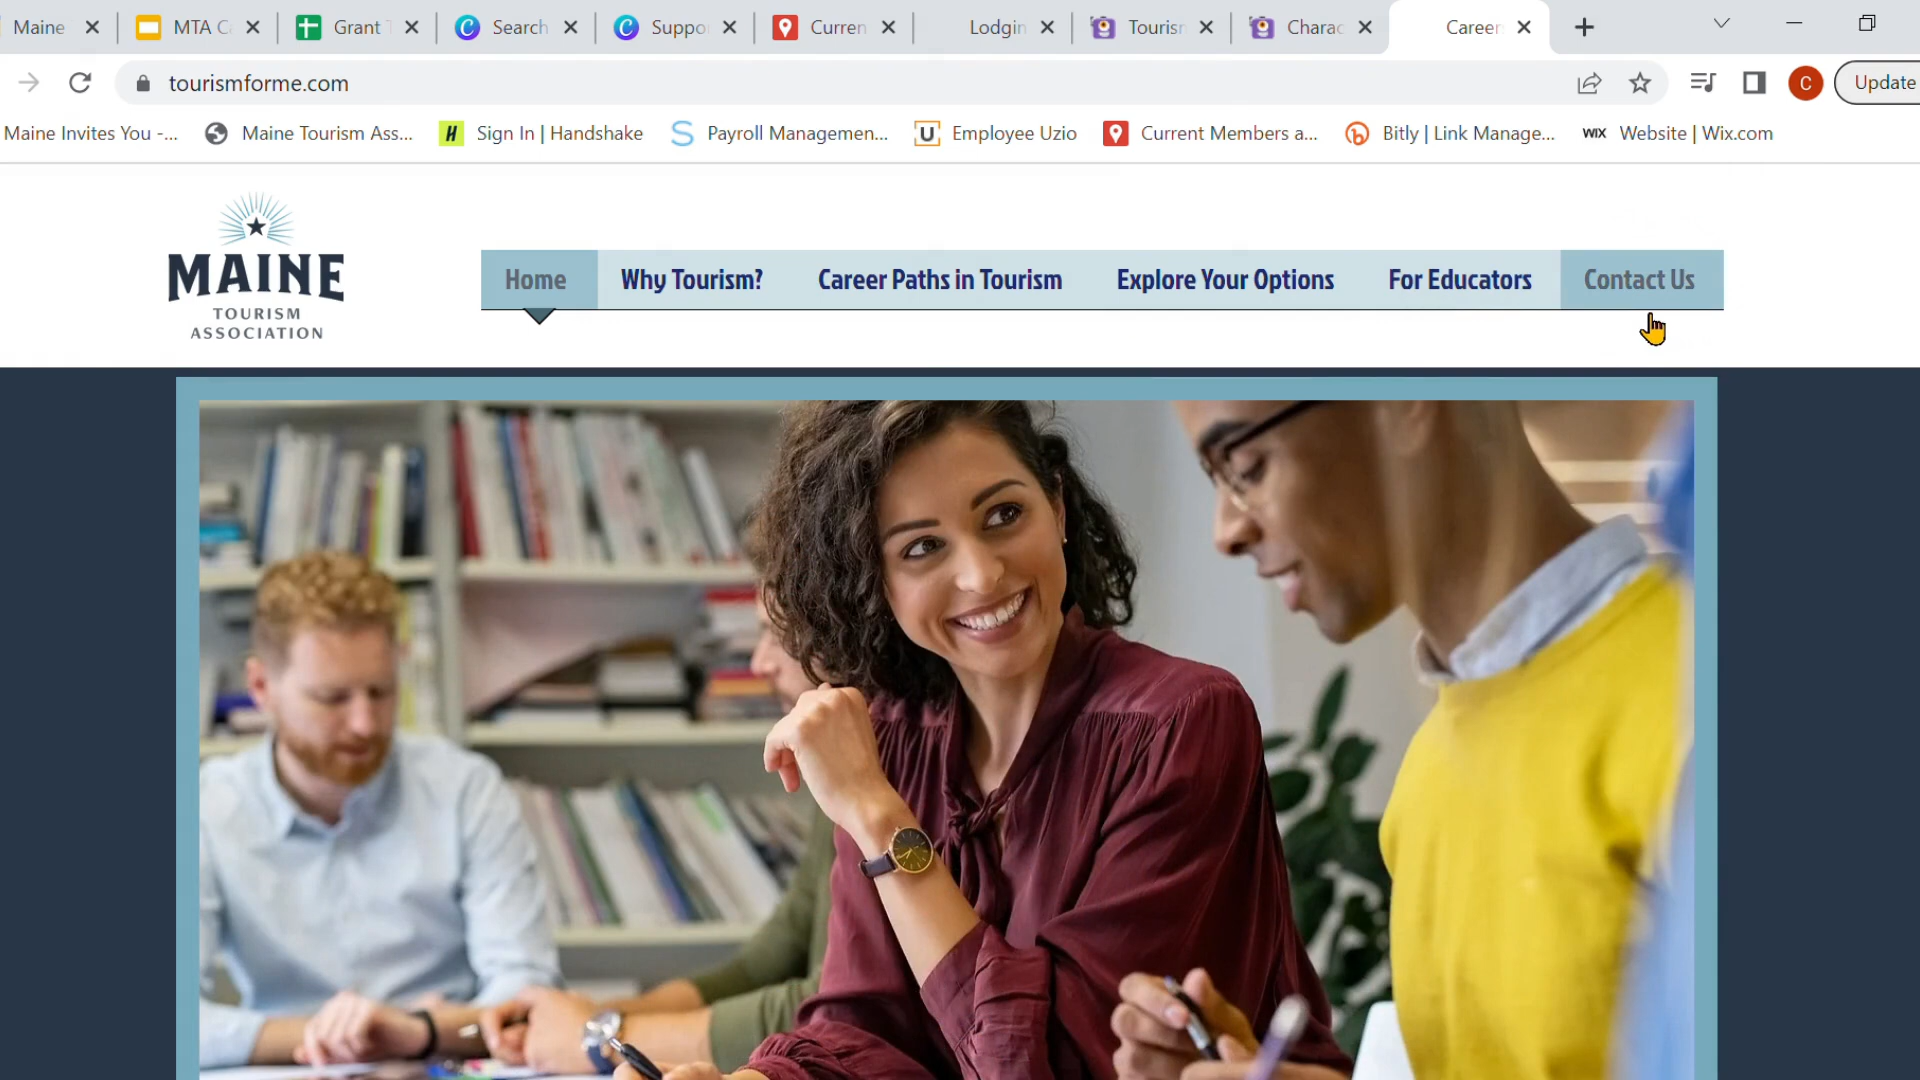 Maine
MTA C
Grant T
Search
Suppo
Curren
Lodgin
Tourism
Charac
Career
tourismforme.com
C
Update
Maine Invites You -...
Maine Tourism Ass...
H
Sign In | Handshake
S
Payroll Managemen...
U
Employee Uzio
Current Members a...
Bitly | Link Manage...
WIX
Website | Wix.com
MAINE
TOURISM
ASSOCIATION
Home
Why Tourism?
Career Paths in Tourism
Explore Your Options
For Educators
Contact Us